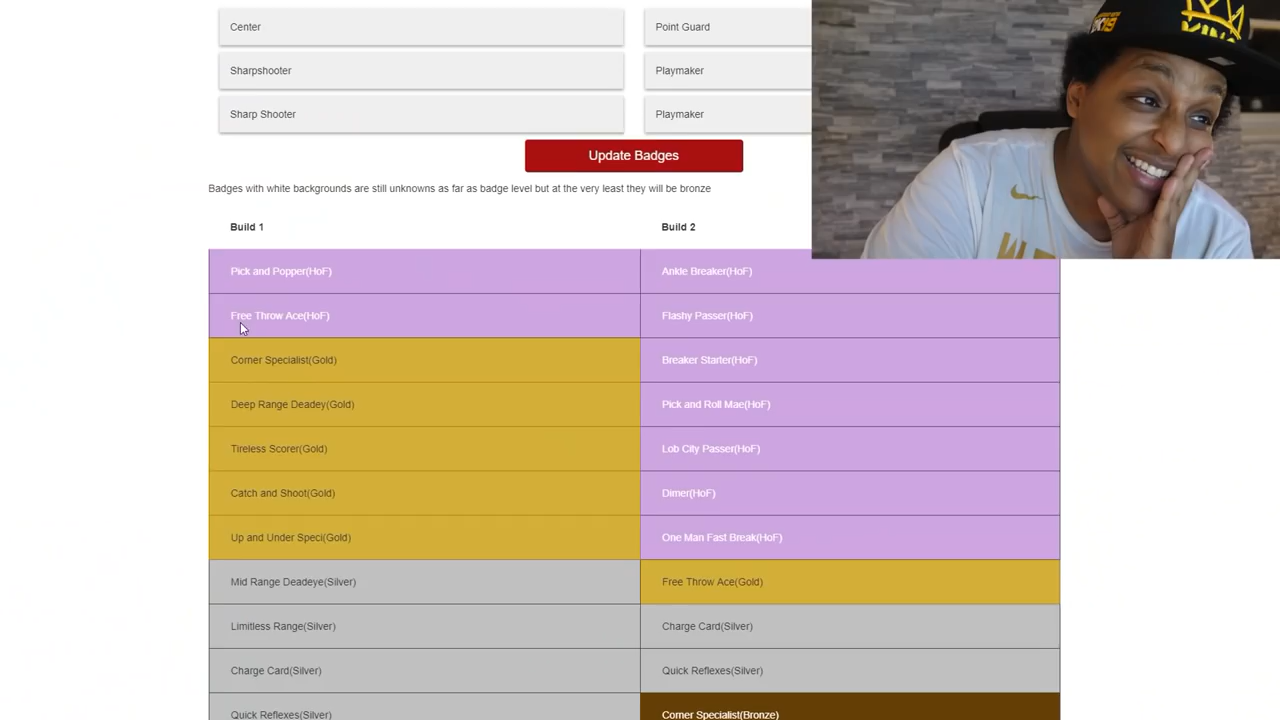 Center
Point Guard
Sharpshooter
Playmaker
Sharp Shooter
Playmaker
Update Badges
Badges with white backgrounds are still unknowns as far as badge level but at the very least they will be bronze
Build 1
Build 2
Pick and Popper(HoF)
Ankle Breaker(HoF)
Free Throw Ace(HoF)
Flashy Passer(HoF)
Corner Specialist(Gold)
Breaker Starter(HoF)
Deep Range Deadey(Gold)
Pick and Roll Mae(HoF)
Tireless Scorer(Gold)
Lob City Passer(HoF)
Catch and Shoot(Gold)
Dimer(HoF)
Up and Under Speci(Gold)
One Man Fast Break(HoF)
Mid Range Deadeye(Silver)
Free Throw Ace(Gold)
Limitless Range(Silver)
Charge Card(Silver)
Charge Card(Silver)
Quick Reflexes(Silver)
Quick Reflexes(Silver)
Corner Specialist(Bronze)